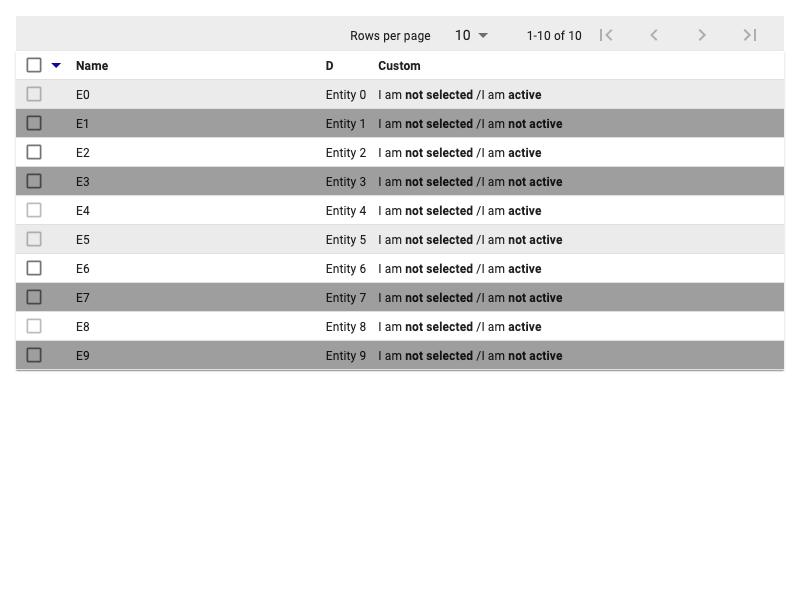 Rows per page 10 1-10 of 10
Name D Custom
E0 Entity 0 I am not selected /I am active
E1 Entity 1 I am not selected /I am not active
E2 Entity 2 I am not selected /I am active
E3 Entity 3 I am not selected /I am not active
E4 Entity 4 I am not selected /I am active
E5 Entity 5 I am not selected /I am not active
E6 Entity 6 I am not selected /I am active
E7 Entity 7 I am not selected /I am not active
E8 Entity 8 I am not selected /I am active
E9 Entity 9 I am not selected /I am not active